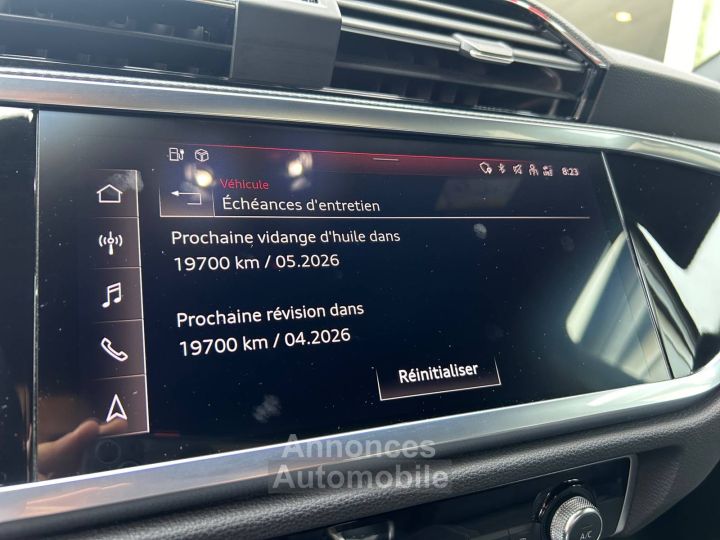 8:23
Véhicule
Échéances d'entretien
Prochaine vidange d'huile dans
19700 km / 05.2026
Prochaine révision dans
19700 km / 04.2026
Réinitialiser
Annonces
Automobile
A/C